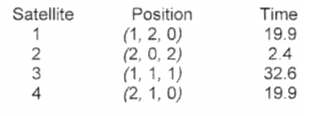 Satellite Position Time
1 (1, 2, 0) 19.9
2 (2, 0, 2) 2.4
3 (1, 1, 1) 32.6
4 (2, 1, 0) 19.9